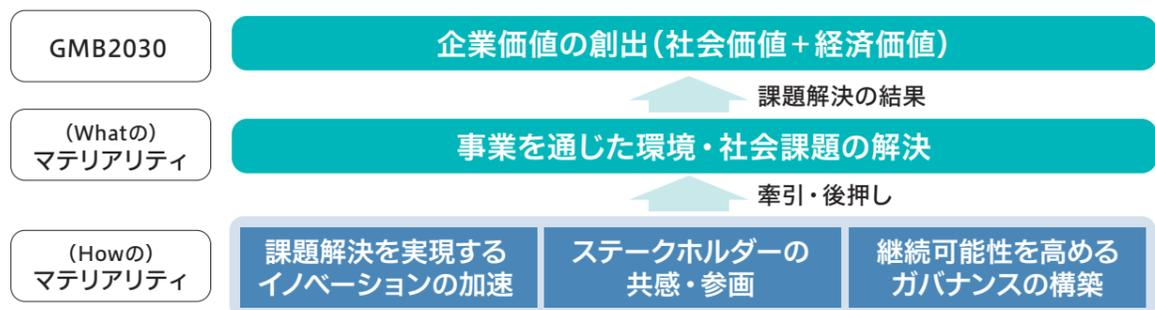 GMB2030
企業価値の創出（社会価値＋経済価値）
課題解決の結果
（Whatの）
マテリアリティ
事業を通じた環境・社会課題の解決
牽引・後押し
（Howの）
マテリアリティ
課題解決を実現する
イノベーションの加速
ステークホルダーの
共感・参画
継続可能性を高める
ガバナンスの構築